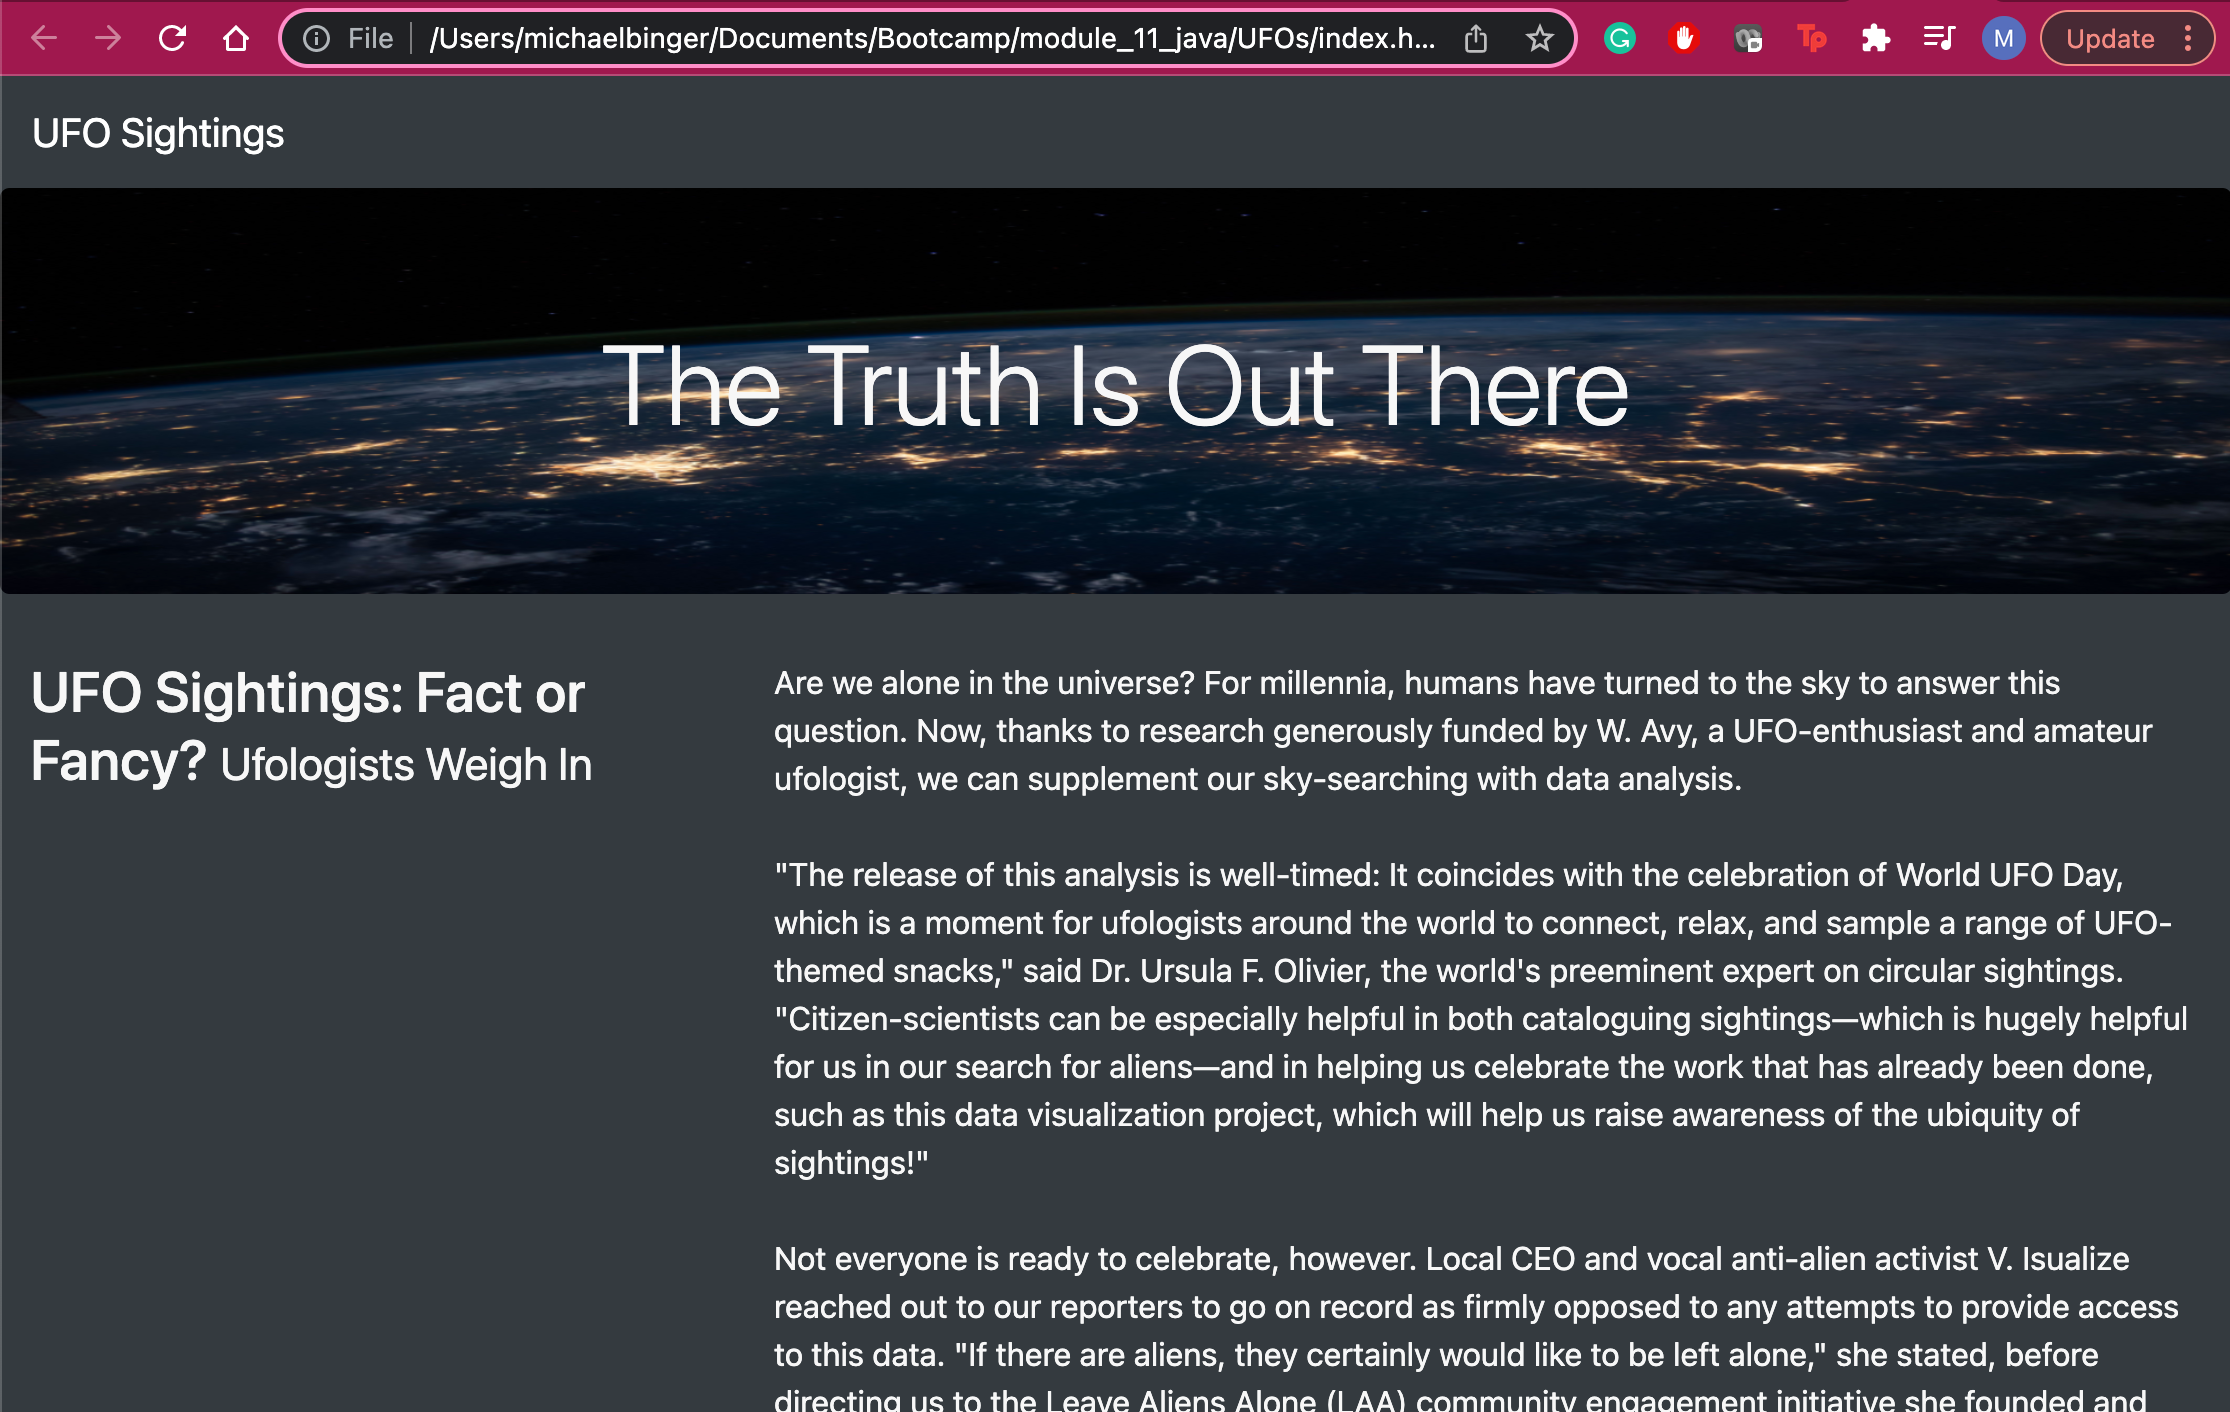 File
/Users/michaelbinger/Documents/Bootcamp/module_11_java/UFOs/index.h...
Tp
M
Update
UFO Sightings
The Truth Is Out There
UFO Sightings: Fact or
Fancy? Ufologists Weigh In
Are we alone in the universe? For millennia, humans have turned to the sky to answer this
question. Now, thanks to research generously funded by W. Avy, a UFO-enthusiast and amateur
ufologist, we can supplement our sky-searching with data analysis.
"The release of this analysis is well-timed: It coincides with the celebration of World UFO Day,
which is a moment for ufologists around the world to connect, relax, and sample a range of UFO-
themed snacks," said Dr. Ursula F. Olivier, the world's preeminent expert on circular sightings.
"Citizen-scientists can be especially helpful in both cataloguing sightings—which is hugely helpful
for us in our search for aliens—and in helping us celebrate the work that has already been done,
such as this data visualization project, which will help us raise awareness of the ubiquity of
sightings!"
Not everyone is ready to celebrate, however. Local CEO and vocal anti-alien activist V. Isualize
reached out to our reporters to go on record as firmly opposed to any attempts to provide access
to this data. "If there are aliens, they certainly would like to be left alone," she stated, before
directing us to the Leave Aliens Alone (LAA) community engagement initiative she founded and